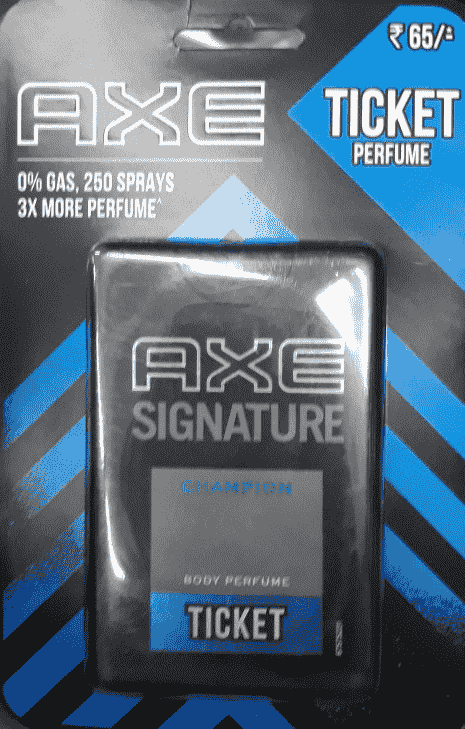 ₹ 65/-
AXE
TICKET
PERFUME
0% GAS, 250 SPRAYS
3X MORE PERFUME^
AXE
SIGNATURE
CHAMPION
BODY PERFUME
TICKET